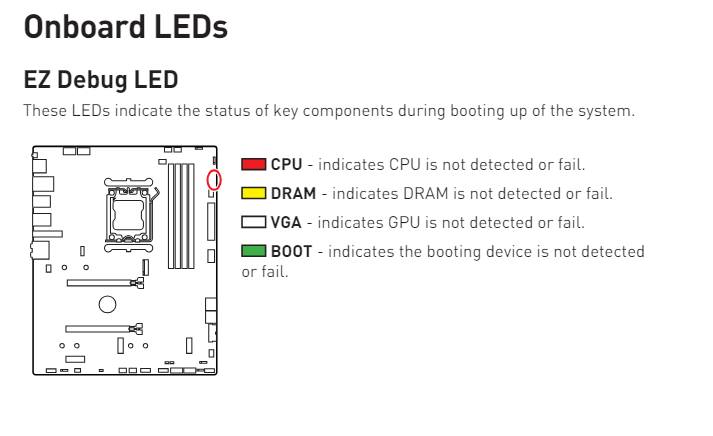 Onboard LEDs
EZ Debug LED
These LEDs indicate the status of key components during booting up of the system.
CPU - indicates CPU is not detected or fail.
DRAM - indicates DRAM is not detected or fail.
VGA - indicates GPU is not detected or fail.
BOOT - indicates the booting device is not detected
or fail.